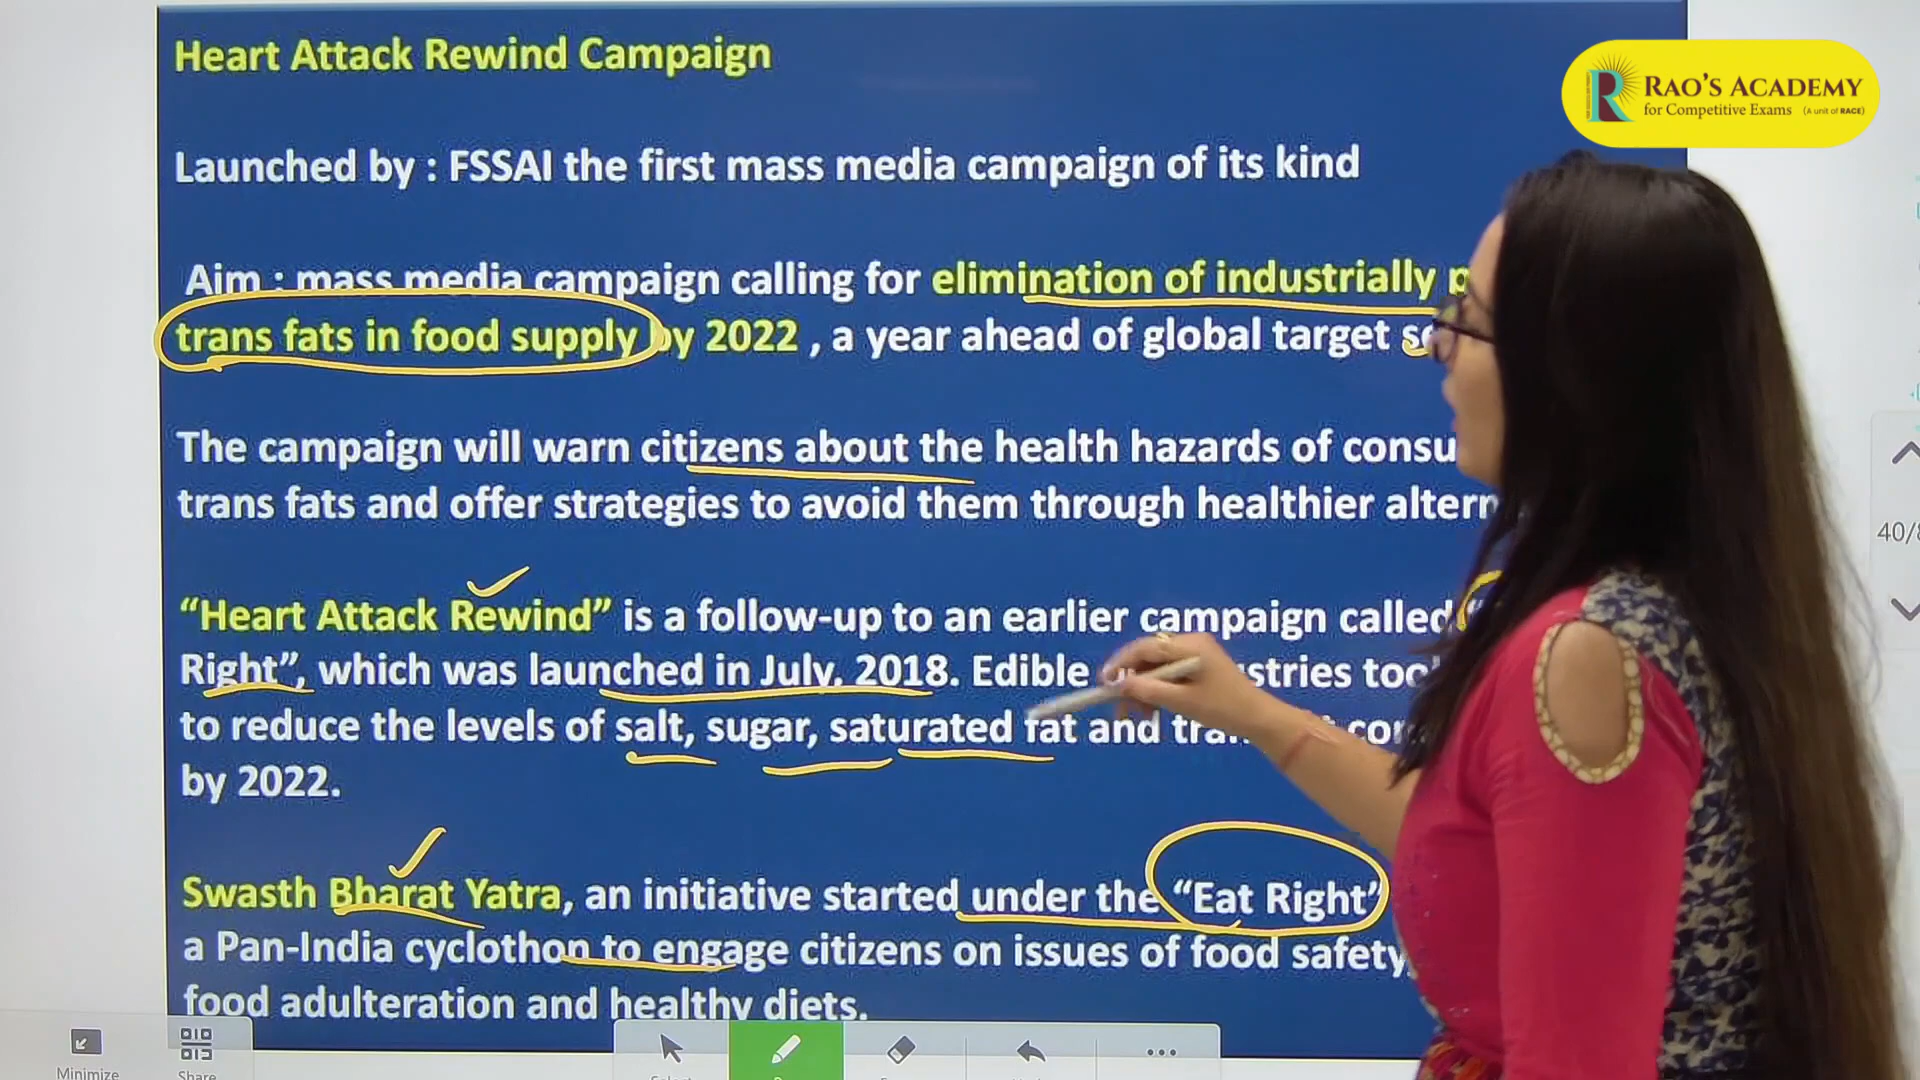 Heart Attack Rewind Campaign
RAO'S ACADEMY
for Competitive Exams (A unit of RACE)
Launched by : FSSAI the first mass media campaign of its kind
Aim : mass media campaign calling for elimination of industrially
trans fats in food supply by 2022 , a year ahead of global target
The campaign will warn citizens about the health hazards of
trans fats and offer strategies to avoid them through healthier
40/
"Heart Attack Rewind" is a follow-up to an earlier campaign called
Right", which was launched in July, 2018. Edible
to reduce the levels of salt, sugar, saturated fat and
by 2022.
Swasth Bharat Yatra, an initiative started under the "Eat Right"
a Pan-India cyclothon to engage citizens on issues of food safety,
food adulteration and healthy diets.
Minimize
Share